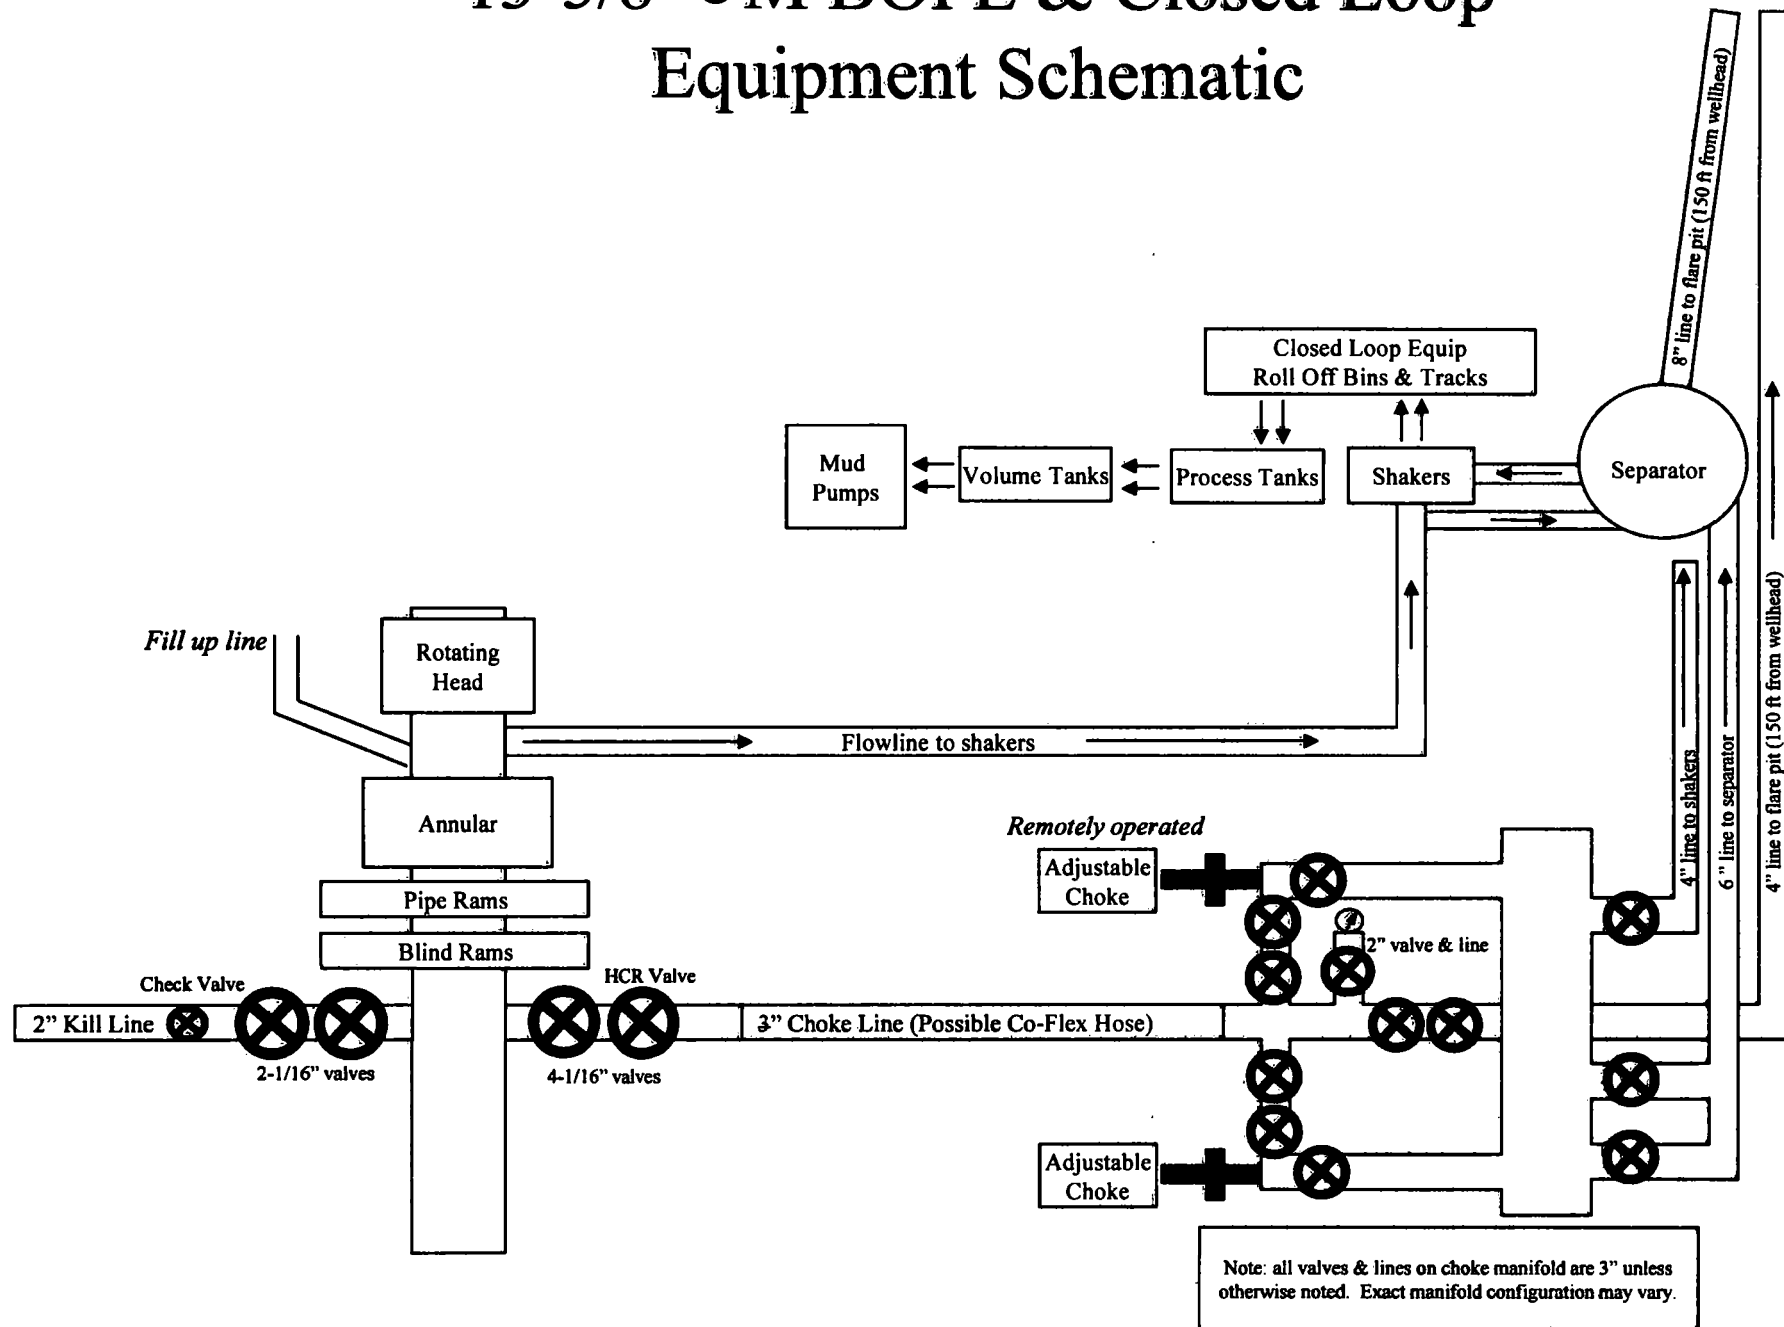 BOPE & Closed Loop
Equipment Schematic
8” line to flare pit (150 ft from wellhead)
Closed Loop Equip
Roll Off Bins & Tracks
Mud
Pumps
Volume Tanks
Process Tanks
Shakers
Separator
Fill up line
Rotating
Head
Flowline to shakers
4” line to shakers
6” line to separator
4” line to flare pit (150 ft from wellhead)
Annular
Remotely operated
Adjustable
Choke
Pipe Rams
2” valve & line
Blind Rams
Check Valve
HCR Valve
2” Kill Line
3” Choke Line (Possible Co-Flex Hose)
2-1/16” valves
4-1/16” valves
Adjustable
Choke
Note: all valves & lines on choke manifold are 3” unless
otherwise noted.  Exact manifold configuration may vary.